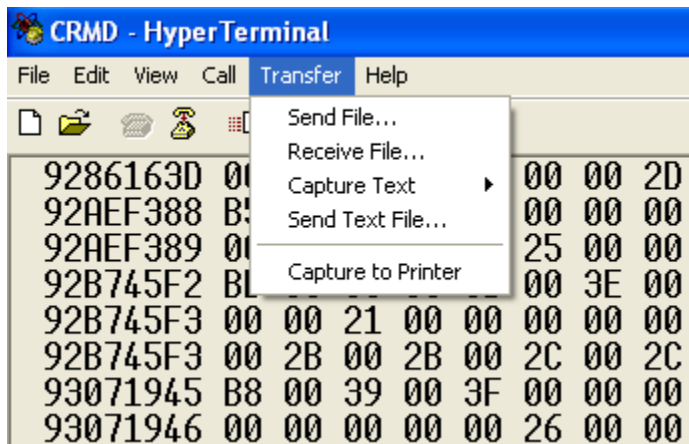 CRMD - HyperTerminal
File Edit View Call Transfer Help
Send File...
Receive File...
Capture Text
Send Text File...
Capture to Printer
9286163D 00 00 2D
92AEF388 00 00 00
92AEF389 25 00 00
92B745F2 00 3E 00
92B745F3 00 00 21 00 00 00 00 00
92B745F3 00 2B 00 2B 00 2C 00 2C
93071945 B8 00 39 00 3F 00 00 00
93071946 00 00 00 00 00 26 00 00